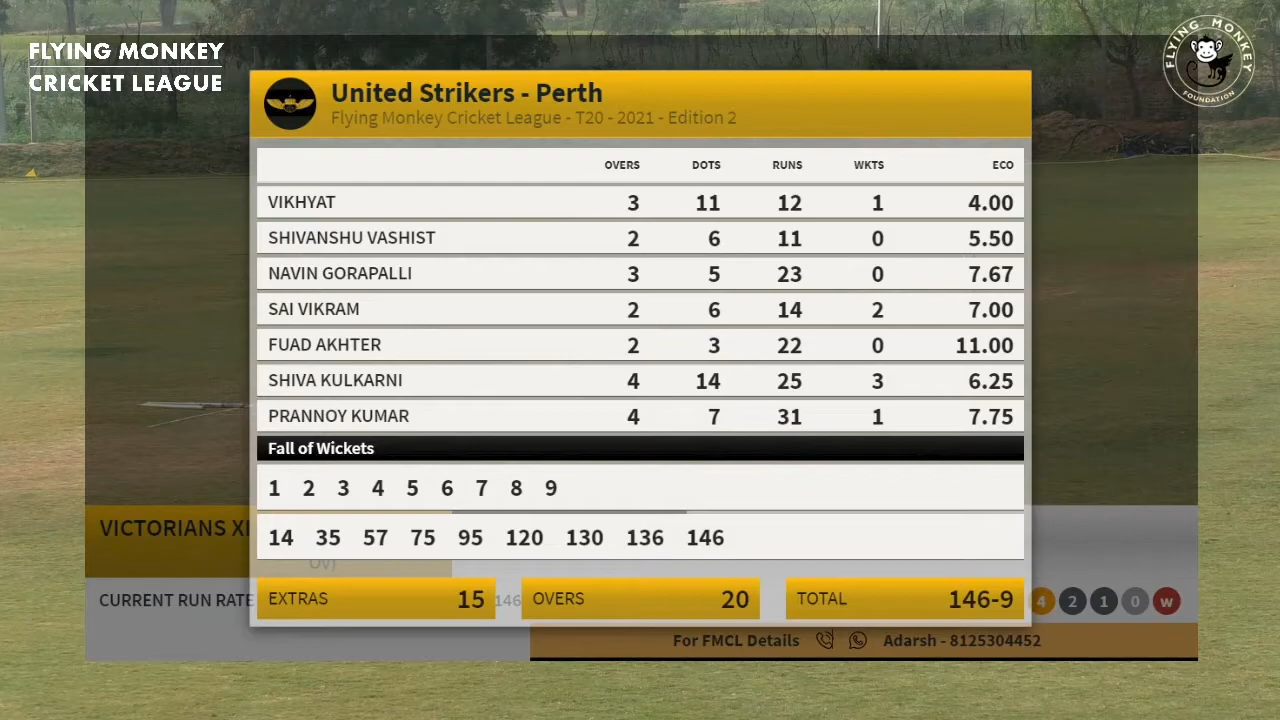 FLYING MONKEY
CRICKET LEAGUE
FLYING MONKEY
FOUNDATION
United Strikers - Perth
Flying Monkey Cricket League - T20 - 2021 - Edition 2
OVERS DOTS RUNS WKTS ECO
VIKHYAT 3 11 12 1 4.00
SHIVANSHU VASHIST 2 6 11 0 5.50
NAVIN GORAPALLI 3 5 23 0 7.67
SAI VIKRAM 2 6 14 2 7.00
FUAD AKHTER 2 3 22 0 11.00
SHIVA KULKARNI 4 14 25 3 6.25
PRANNOY KUMAR 4 7 31 1 7.75
Fall of Wickets
1 2 3 4 5 6 7 8 9
14 35 57 75 95 120 130 136 146
VICTORIANS XI
OV)
CURRENT RUN RATE
EXTRAS 15 146 OVERS 20 TOTAL 146-9
4 2 1 0 W
For FMCL Details Adarsh - 8125304452